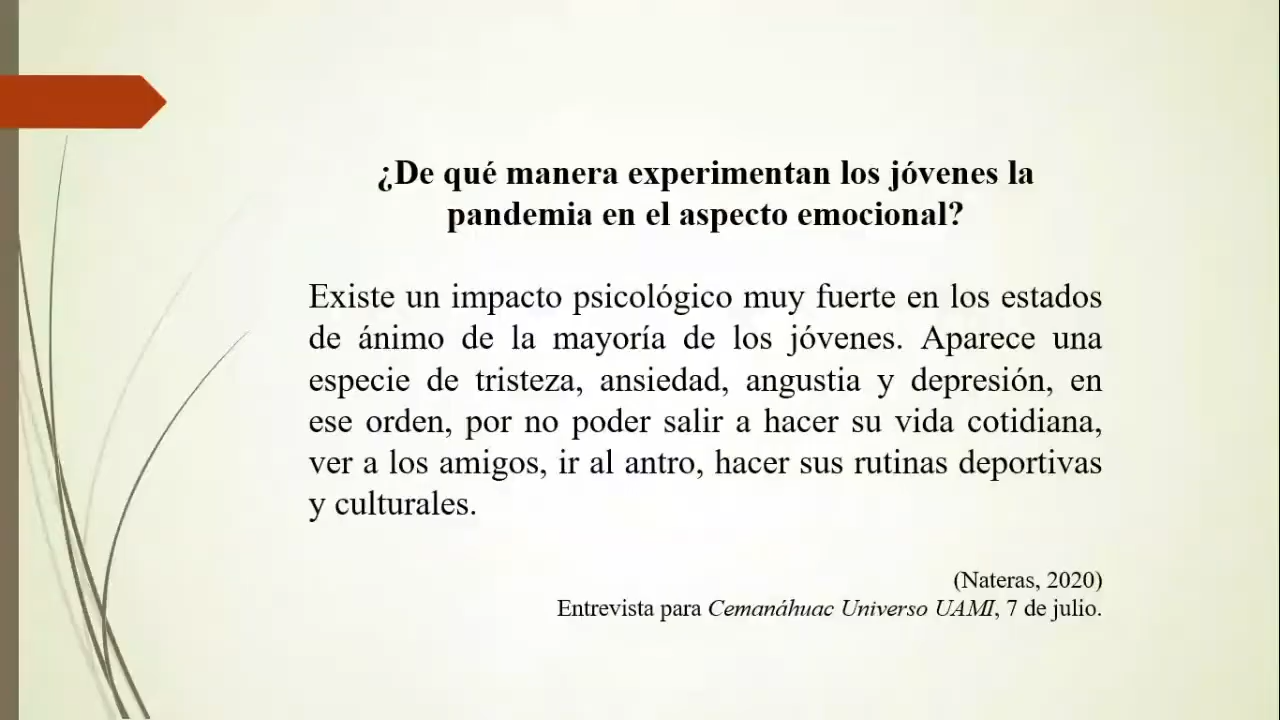 ¿De qué manera experimentan los jóvenes la
pandemia en el aspecto emocional?
Existe un impacto psicológico muy fuerte en los estados
de ánimo de la mayoría de los jóvenes. Aparece una
especie de tristeza, ansiedad, angustia y depresión, en
ese orden, por no poder salir a hacer su vida cotidiana,
ver a los amigos, ir al antro, hacer sus rutinas deportivas
y culturales.
(Nateras, 2020)
Entrevista para Cemanáhuac Universo UAMI, 7 de julio.